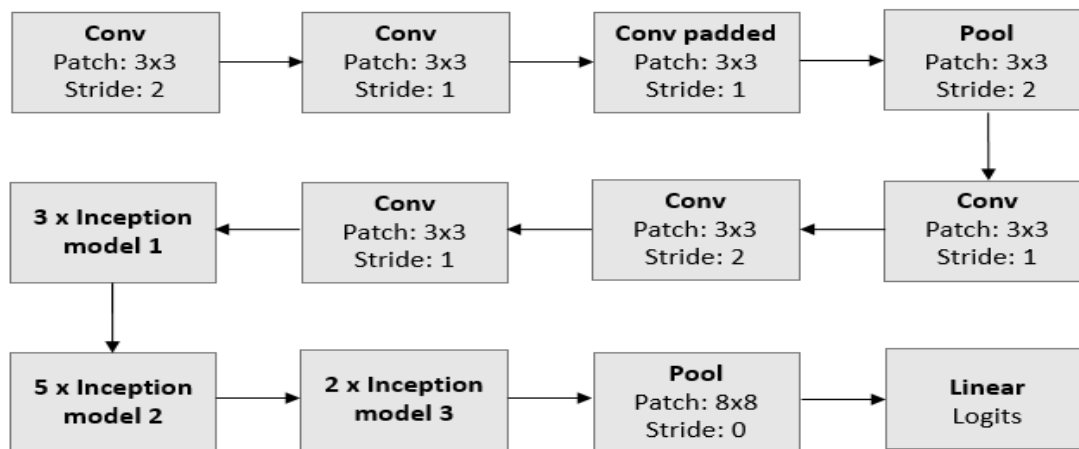 Conv
Patch: 3x3
Stride: 2
Conv
Patch: 3x3
Stride: 1
Conv padded
Patch: 3x3
Stride: 1
Pool
Patch: 3x3
Stride: 2
Conv
Patch: 3x3
Stride: 1
Conv
Patch: 3x3
Stride: 2
Conv
Patch: 3x3
Stride: 1
3 x Inception
model 1
5 x Inception
model 2
2 x Inception
model 3
Pool
Patch: 8x8
Stride: 0
Linear
Logits